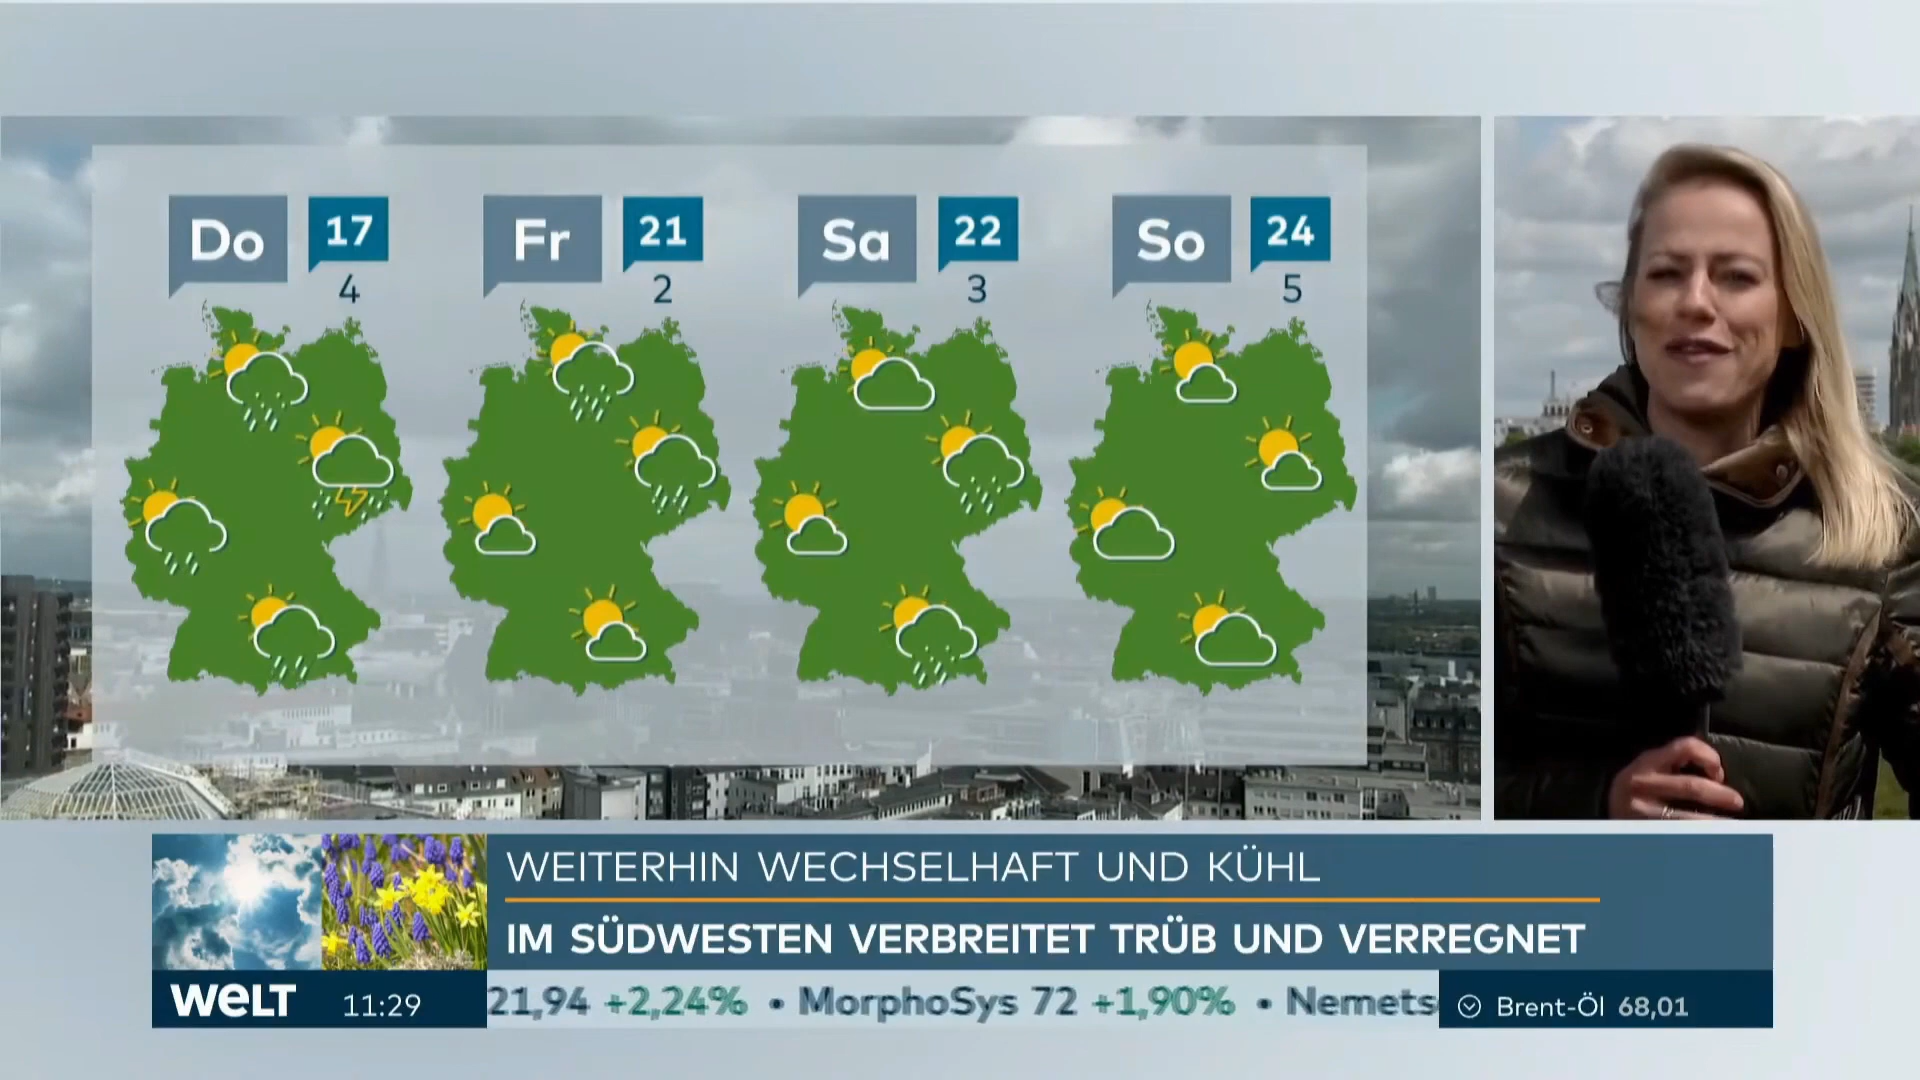 Do 17
4
Fr 21
2
Sa 22
3
So 24
5
WEITERHIN WECHSELHAFT UND KÜHL
IM SÜDWESTEN VERBREITET TRÜB UND VERREGNET
WELT 11:29
21,94 +2,24% • MorphoSys 72 +1,90% • Nemets
Brent-Öl 68,01